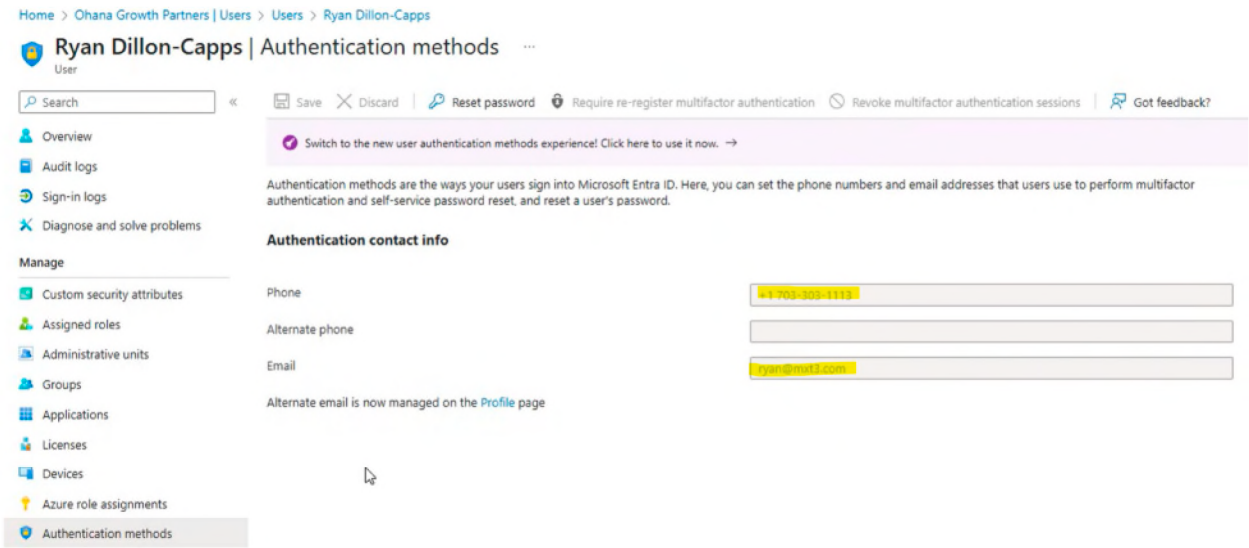 Home > Ohana Growth Partners | Users > Users > Ryan Dillon-Capps
Ryan Dillon-Capps | Authentication methods ...
User
Search «
Save Discard Reset password Require re-register multifactor authentication Revoke multifactor authentication sessions Got feedback?
Overview
Switch to the new user authentication methods experience! Click here to use it now. →
Audit logs
Sign-in logs
Diagnose and solve problems
Authentication methods are the ways your users sign into Microsoft Entra ID. Here, you can set the phone numbers and email addresses that users use to perform multifactor
authentication and self-service password reset, and reset a user's password.
Authentication contact info
Manage
Custom security attributes
Assigned roles
Administrative units
Groups
Applications
Licenses
Devices
Azure role assignments
Authentication methods
Phone +1 703-303-1113
Alternate phone
Email ryan@mxt3.com
Alternate email is now managed on the Profile page